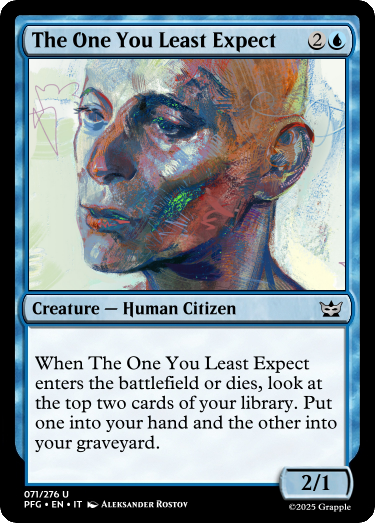 The One You Least Expect 2
Creature — Human Citizen
When The One You Least Expect
enters the battlefield or dies, look at
the top two cards of your library. Put
one into your hand and the other into
your graveyard.
2/1
071/276 U
PFG • EN • IT Aleksander Rostov
©2025 Grapple